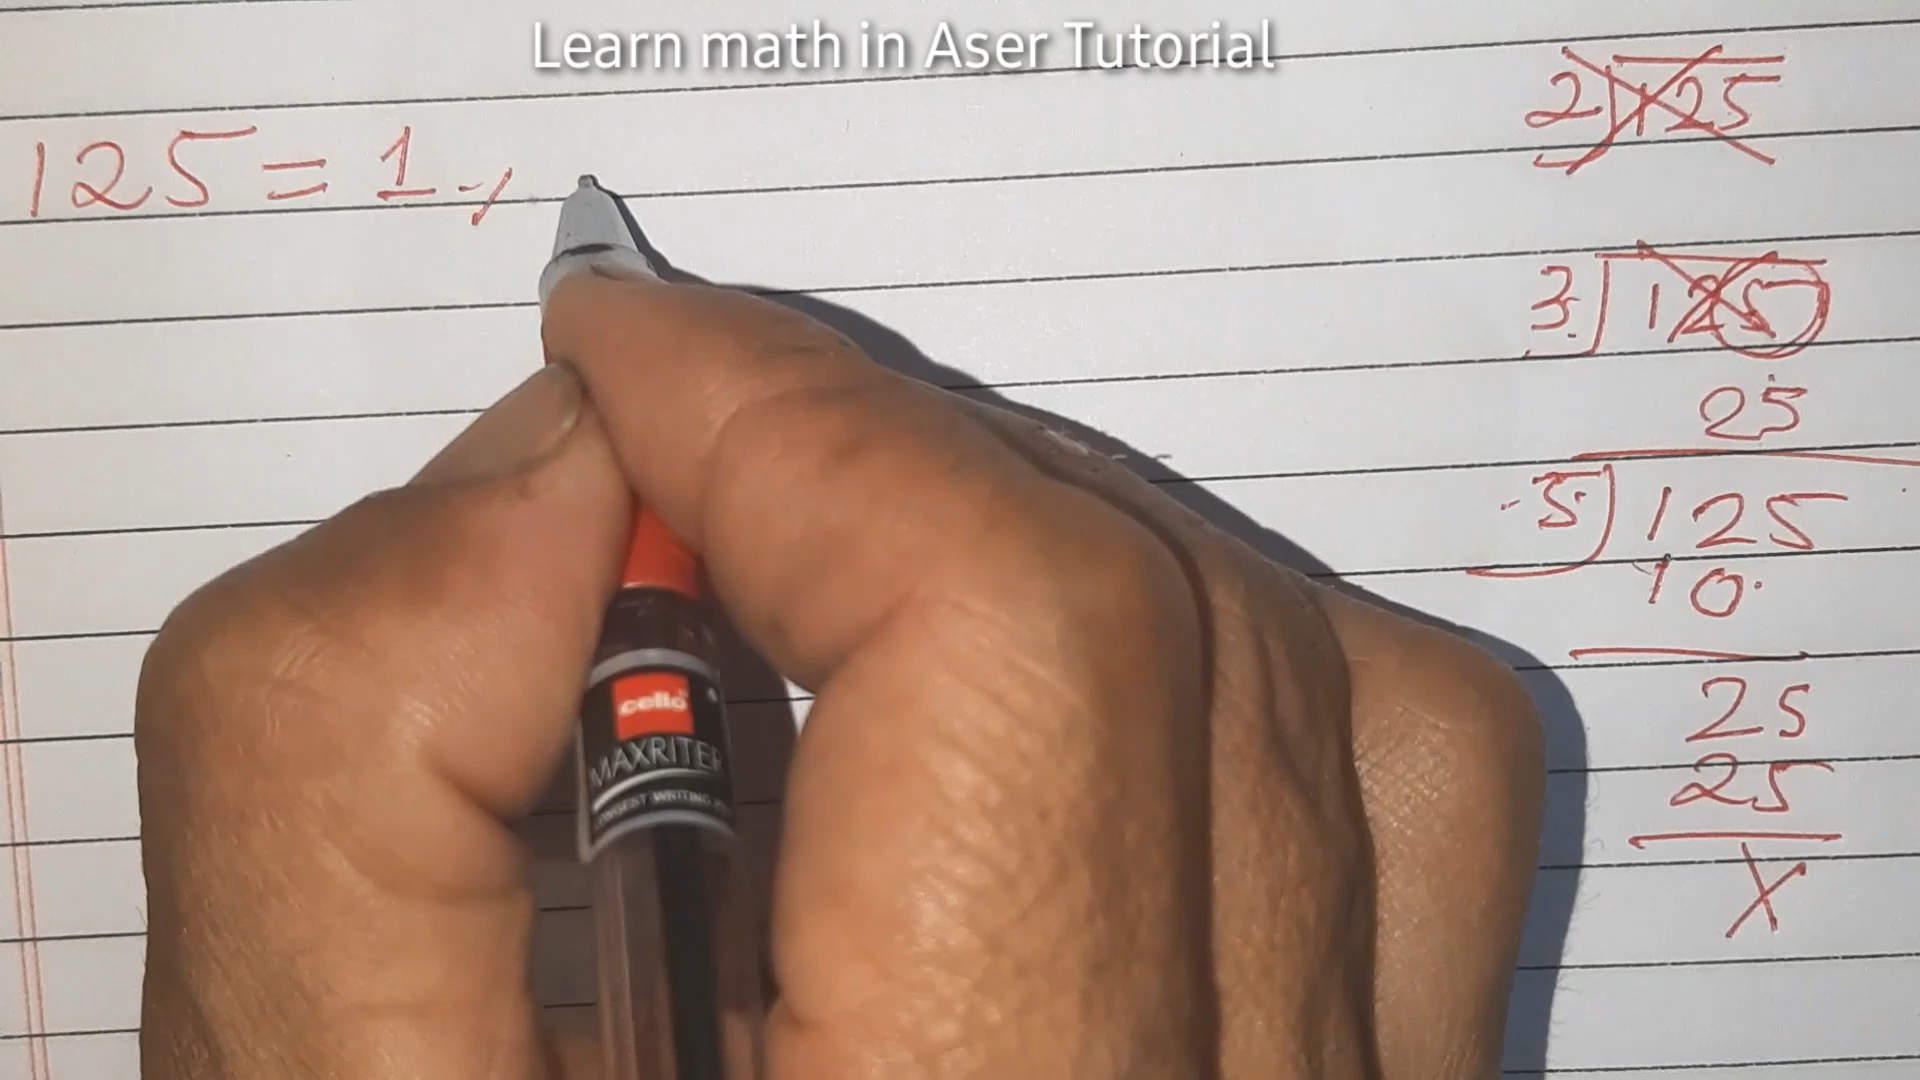 Learn math in Aser Tutorial
125 = 1,
2)125
3)125
25
5)125
10
25
25
X
cello
MAXRITER